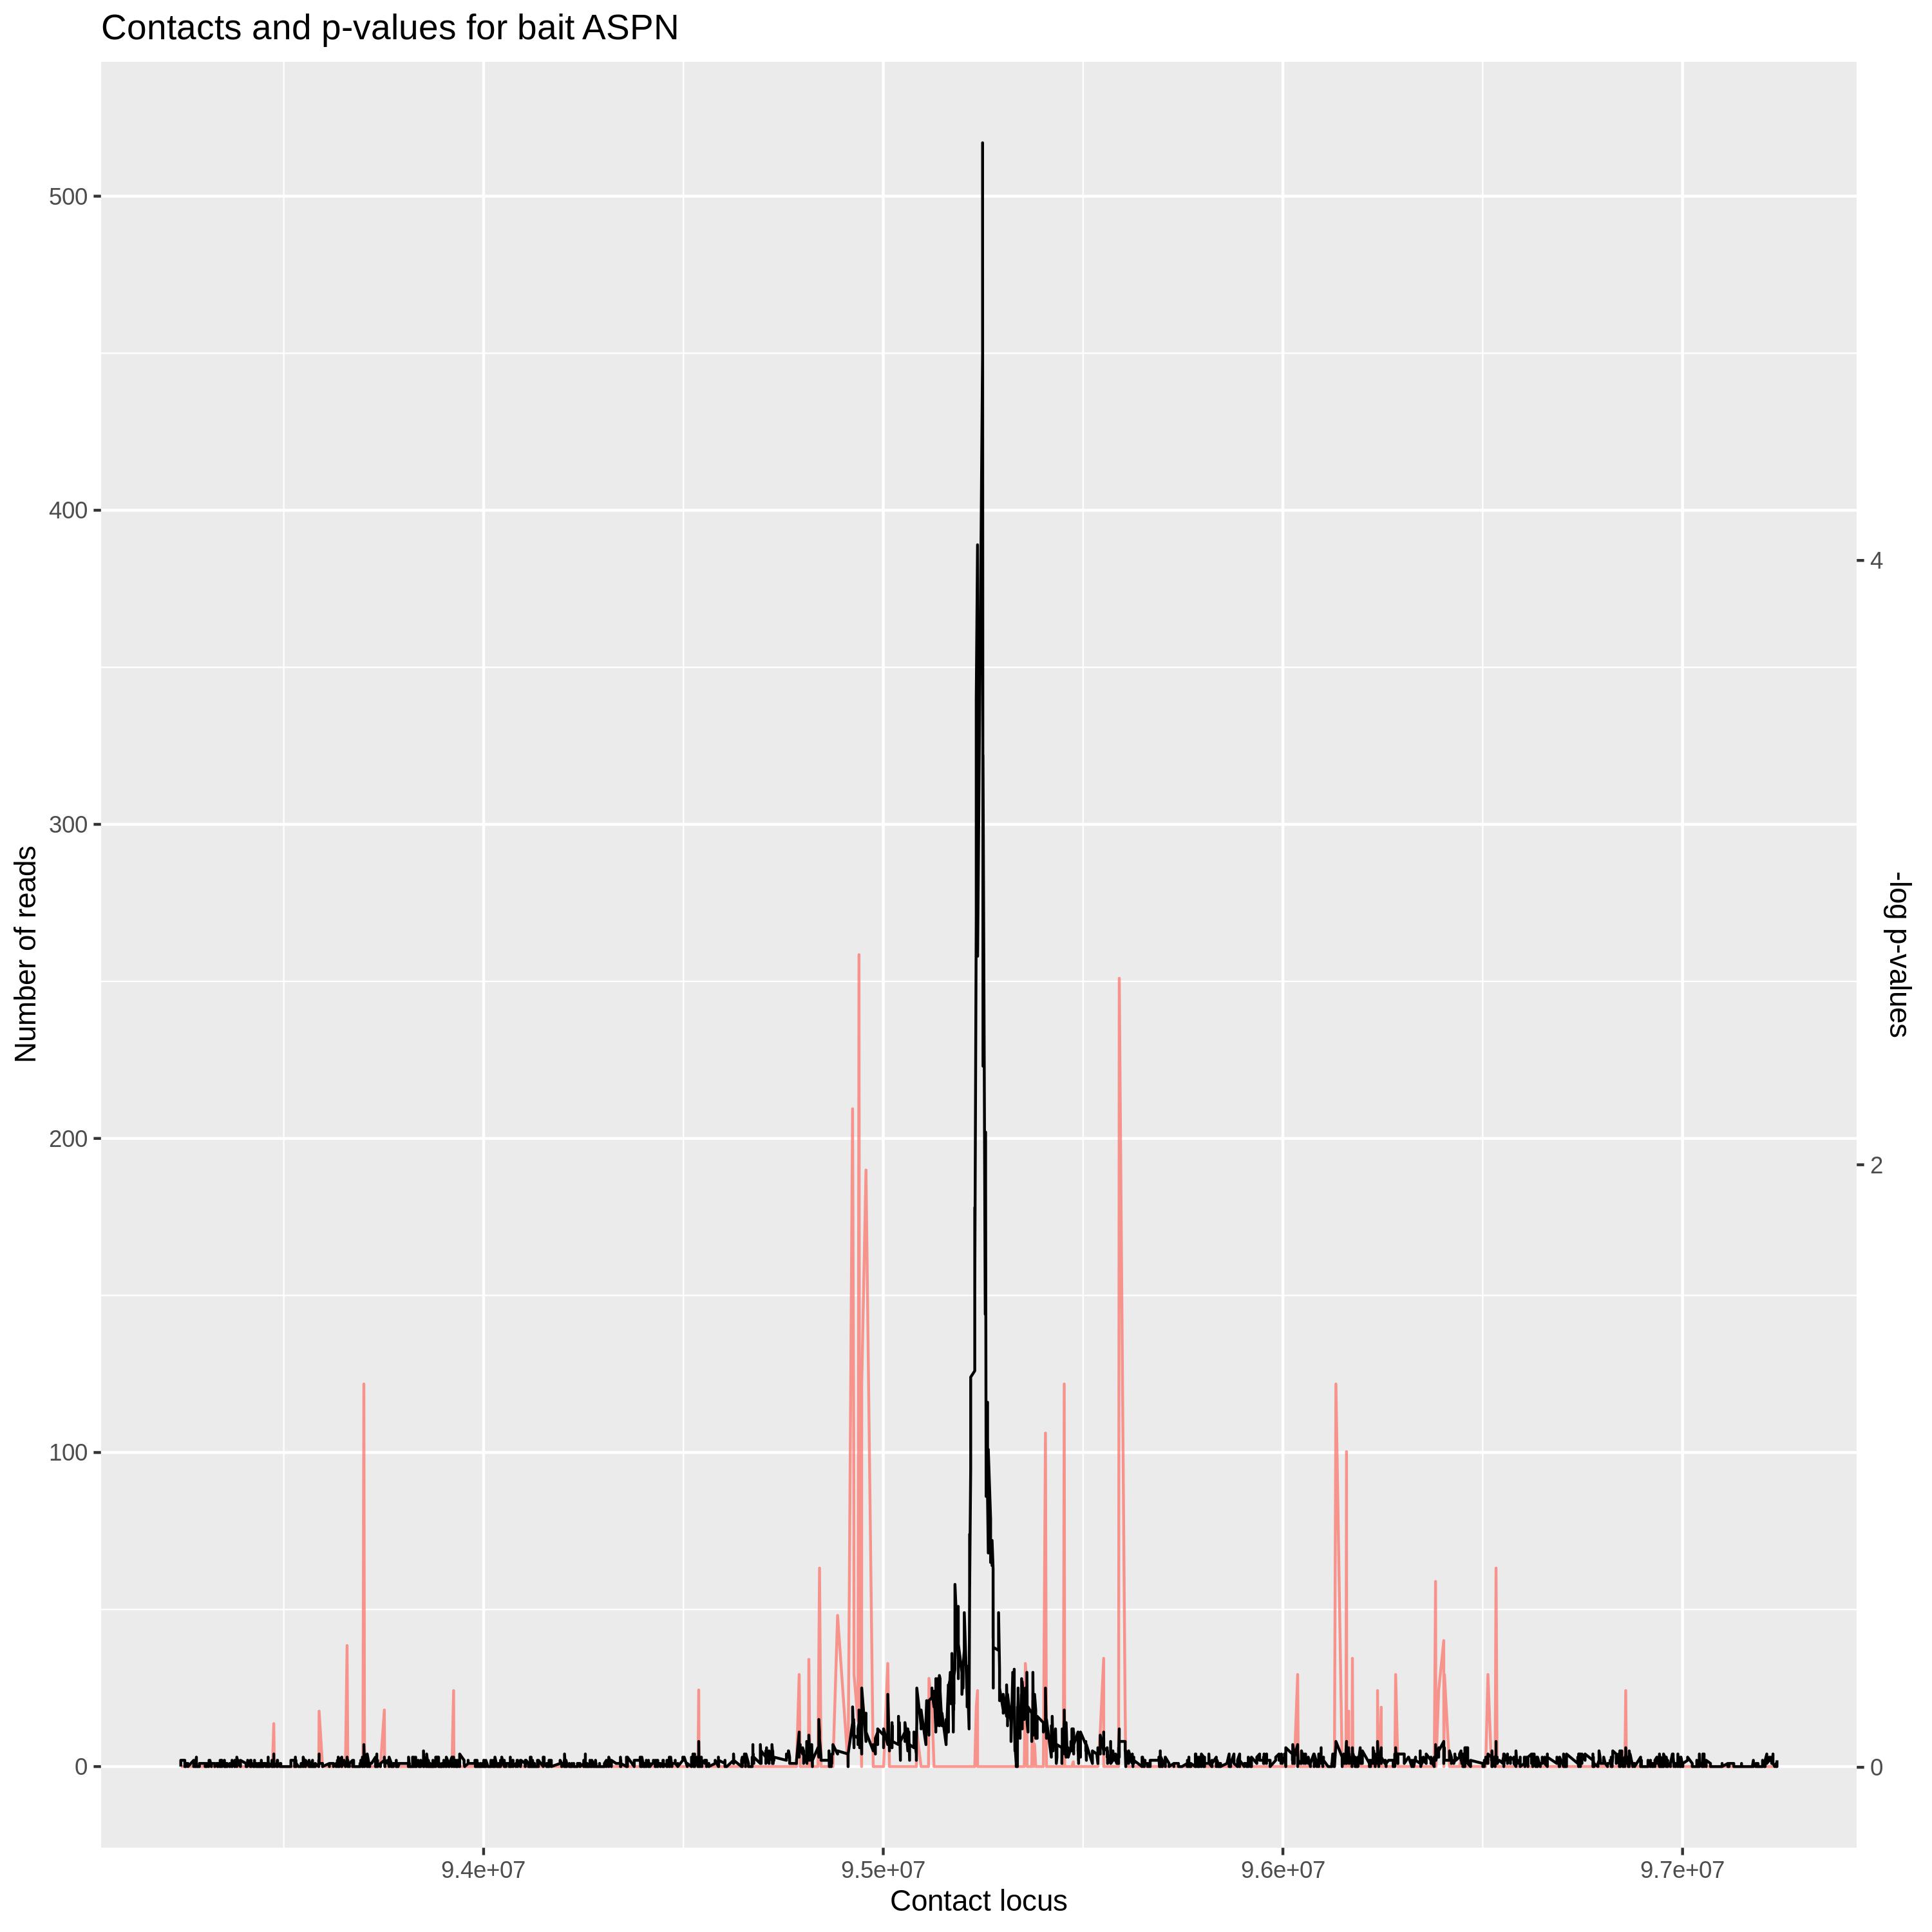 Contacts and p-values for bait ASPN
500
400
300
200
100
0
Number of reads
4
2
0
-log p-values
9.4e+07
9.5e+07
9.6e+07
9.7e+07
Contact locus